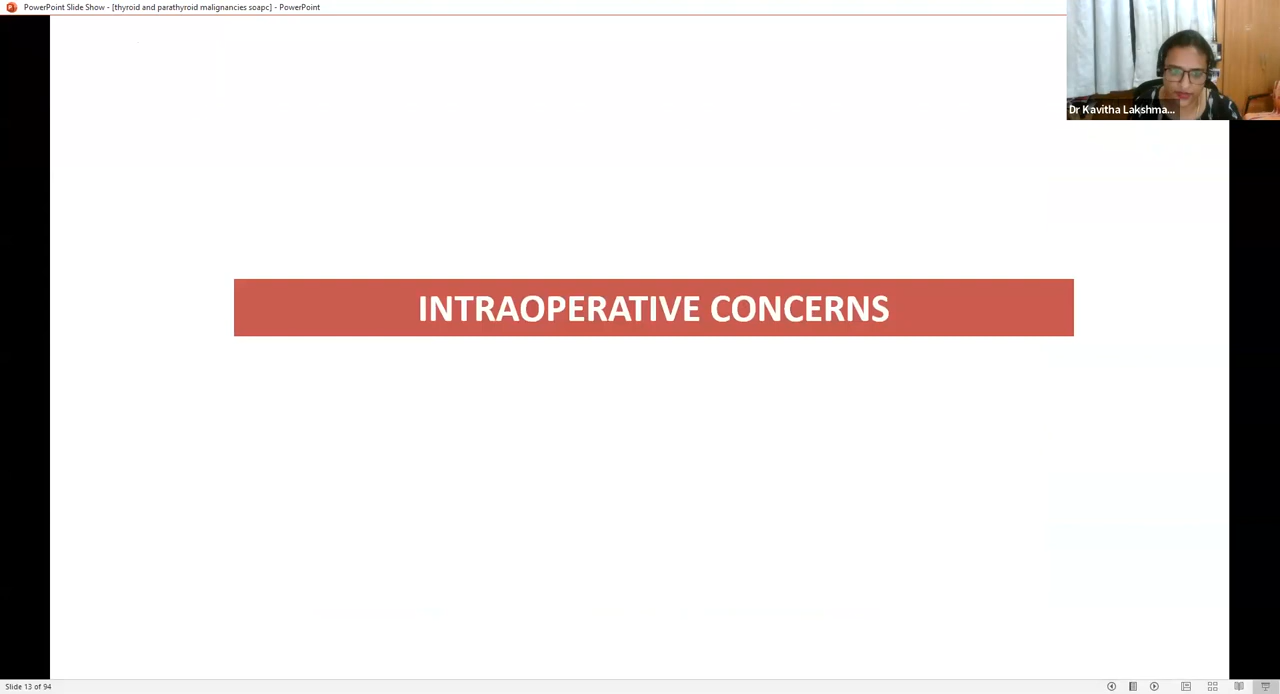 PowerPoint Slide Show - [thyroid and parathyroid malignancies soapc] - PowerPoint
Dr Kavitha Lakshma...
INTRAOPERATIVE CONCERNS
Slide 13 of 94